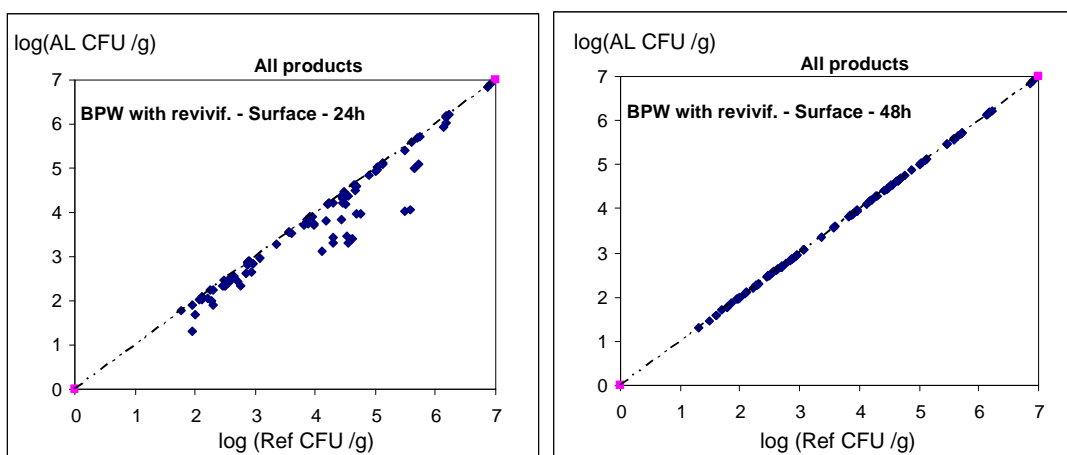 log(AL CFU /g)
All products
BPW with revivif. - Surface - 24h
7
6
5
4
3
2
1
0
0 1 2 3 4 5 6 7
log (Ref CFU /g)
log(AL CFU /g)
All products
BPW with revivif. - Surface - 48h
7
6
5
4
3
2
1
0
0 1 2 3 4 5 6 7
log (Ref CFU /g)